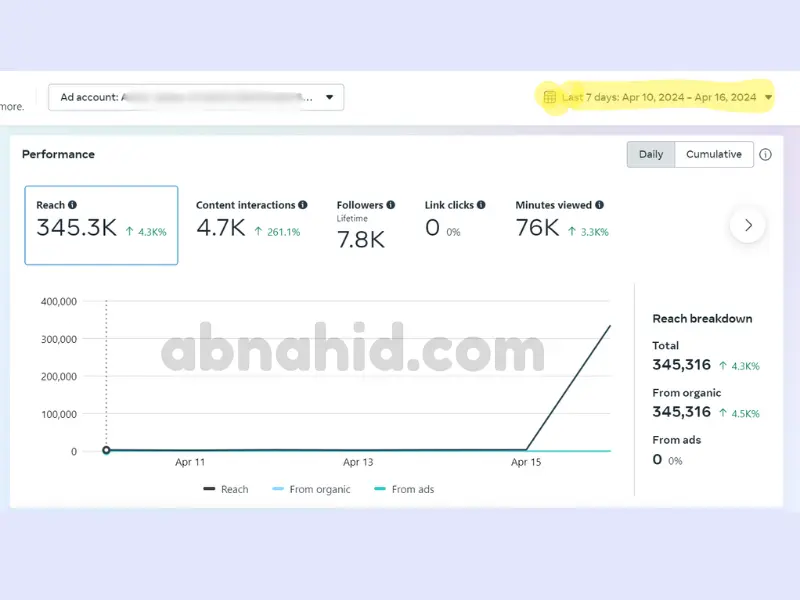 more.
Ad account: ...
Last 7 days: Apr 10, 2024 – Apr 16, 2024
Performance
Daily Cumulative
Reach Content interactions Followers Link clicks Minutes viewed
Lifetime
345.3K ↑ 4.3K% 4.7K ↑ 261.1% 7.8K 0 0% 76K ↑ 3.3K%
400,000
300,000
200,000
100,000
0
Apr 11 Apr 13 Apr 15
Reach From organic From ads
abnahid.com
Reach breakdown
Total
345,316 ↑ 4.3K%
From organic
345,316 ↑ 4.5K%
From ads
0 0%